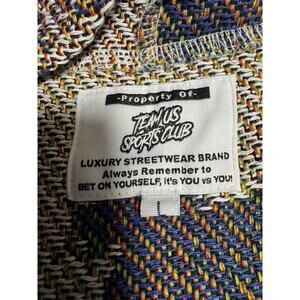 -Property Of-
TEAM US
SPORTS CLUB
LUXURY STREETWEAR BRAND
Always Remember to
BET ON YOURSELF, it's YOU vs YOU!
L